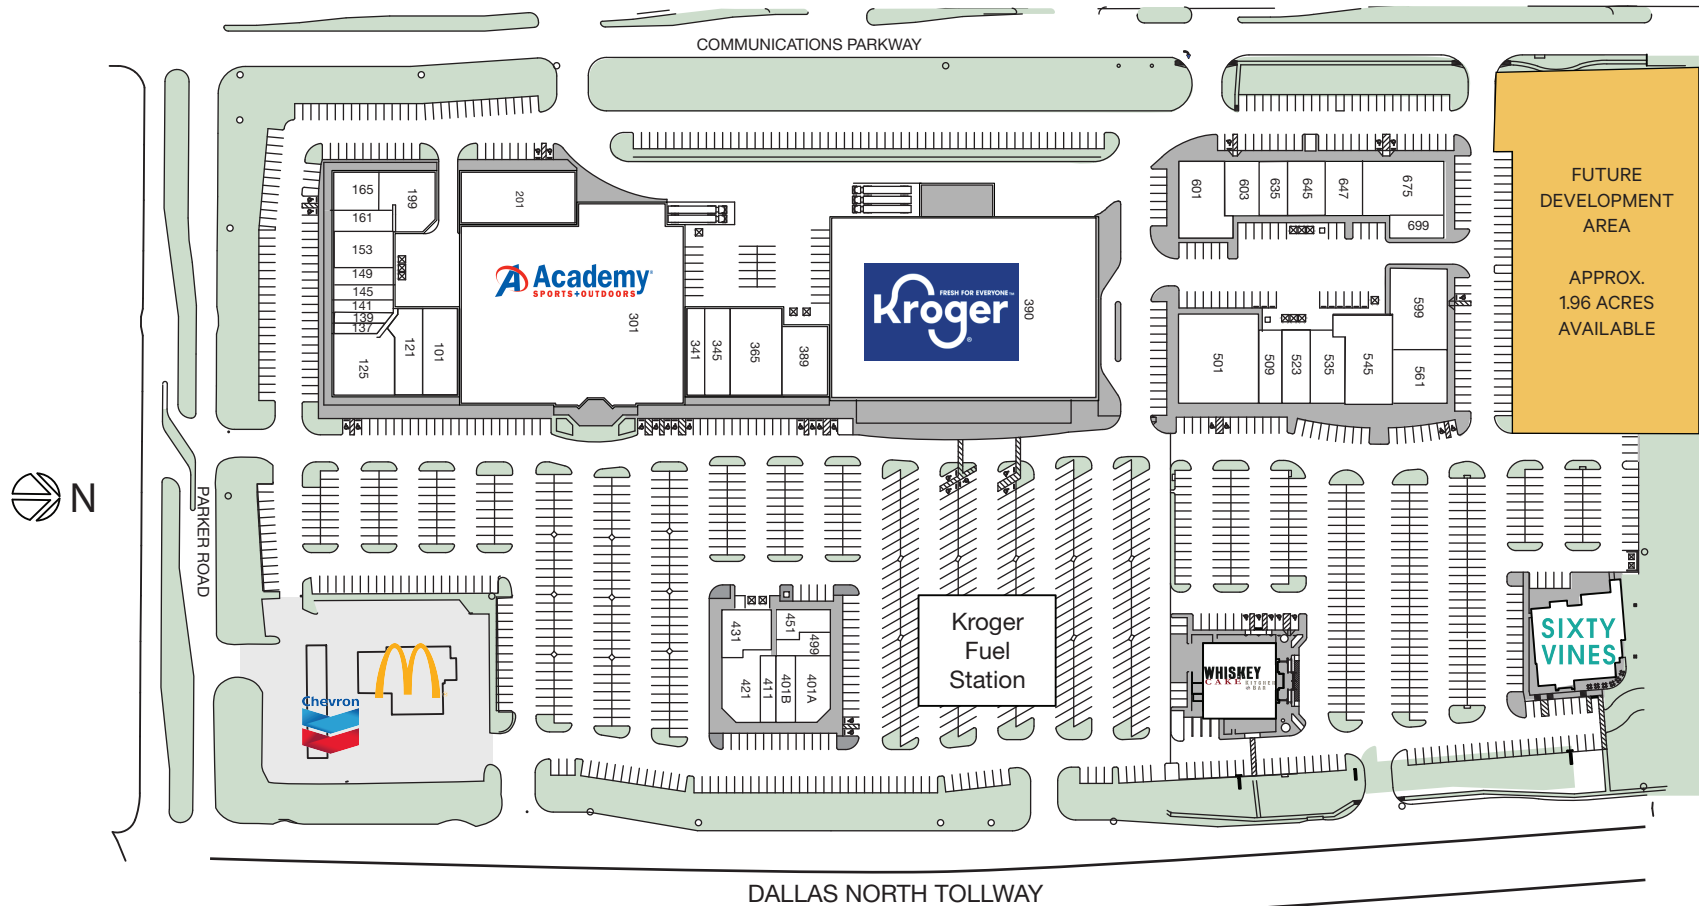 COMMUNICATIONS PARKWAY
165
199
161
153
149
145
141
139
137
125
121
101
201
Academy
SPORTS+OUTDOORS
301
341
345
365
389
FRESH FOR EVERYONE™
Kroger
390
601
603
635
645
647
675
699
501
509
523
535
545
599
561
FUTURE
DEVELOPMENT
AREA
APPROX.
1.96 ACRES
AVAILABLE
N
PARKER ROAD
Chevron
431
451
499
421
411
401B
401A
Kroger
Fuel
Station
WHISKEY
CAKE KITCHEN
& BAR
SIXTY
VINES
DALLAS NORTH TOLLWAY